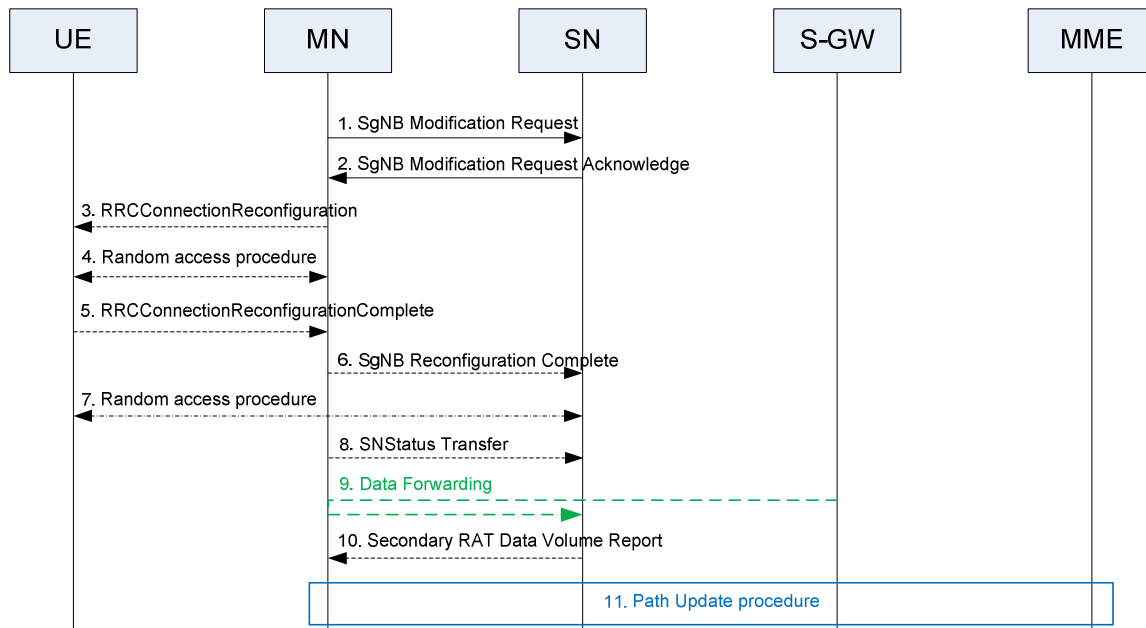 UE
MN
SN
S-GW
MME
1. SgNB Modification Request
2. SgNB Modification Request Acknowledge
3. RRCConnectionReconfiguration
4. Random access procedure
5. RRCConnectionReconfigurationComplete
6. SgNB Reconfiguration Complete
7. Random access procedure
8. SNStatus Transfer
9. Data Forwarding
10. Secondary RAT Data Volume Report
11. Path Update procedure